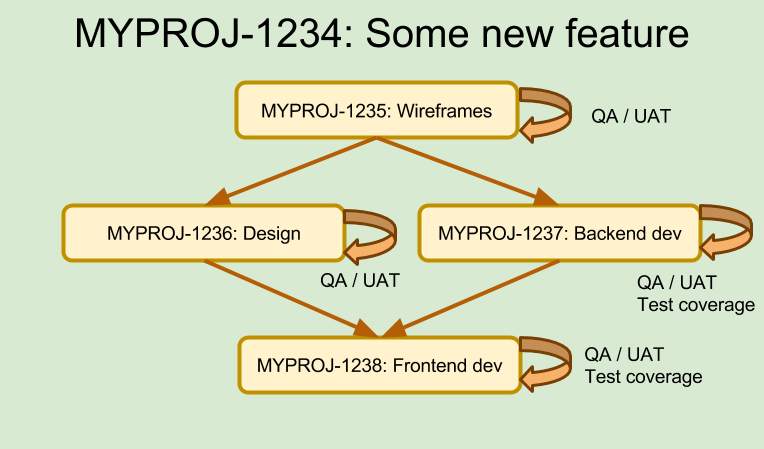 MYPROJ-1234: Some new feature
MYPROJ-1235: Wireframes
QA / UAT
MYPROJ-1236: Design
QA / UAT
MYPROJ-1237: Backend dev
QA / UAT
Test coverage
MYPROJ-1238: Frontend dev
QA / UAT
Test coverage